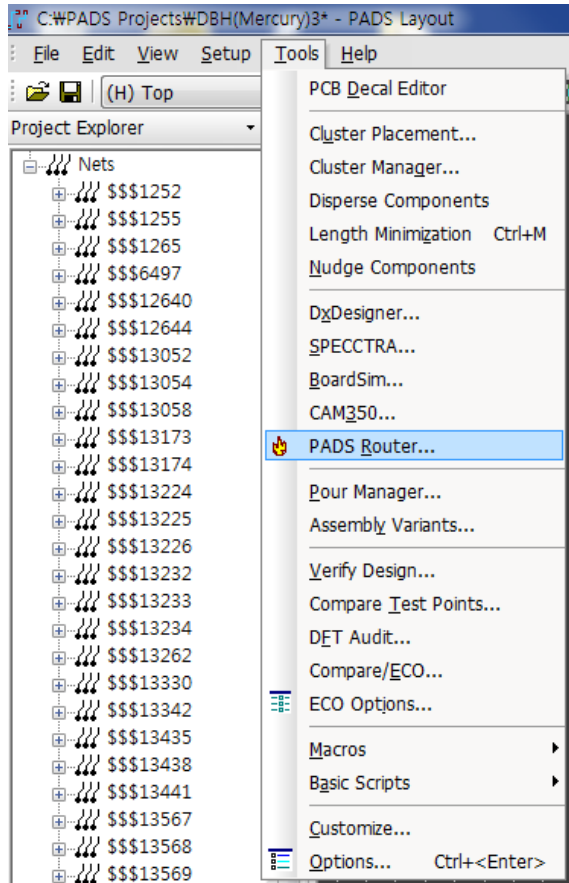 C:₩PADS Projects₩DBH(Mercury)3* - PADS Layout
File Edit View Setup Tools Help
(H) Top
Project Explorer
Nets
$$$1252
$$$1255
$$$1265
$$$6497
$$$12640
$$$12644
$$$13052
$$$13054
$$$13058
$$$13173
$$$13174
$$$13224
$$$13225
$$$13226
$$$13232
$$$13233
$$$13234
$$$13262
$$$13330
$$$13342
$$$13435
$$$13438
$$$13441
$$$13567
$$$13568
$$$13569
PCB Decal Editor
Cluster Placement...
Cluster Manager...
Disperse Components
Length Minimization Ctrl+M
Nudge Components
DxDesigner...
SPECCTRA...
BoardSim...
CAM350...
PADS Router...
Pour Manager...
Assembly Variants...
Verify Design...
Compare Test Points...
DFT Audit...
Compare/ECO...
ECO Options...
Macros
Basic Scripts
Customize...
Options... Ctrl+<Enter>